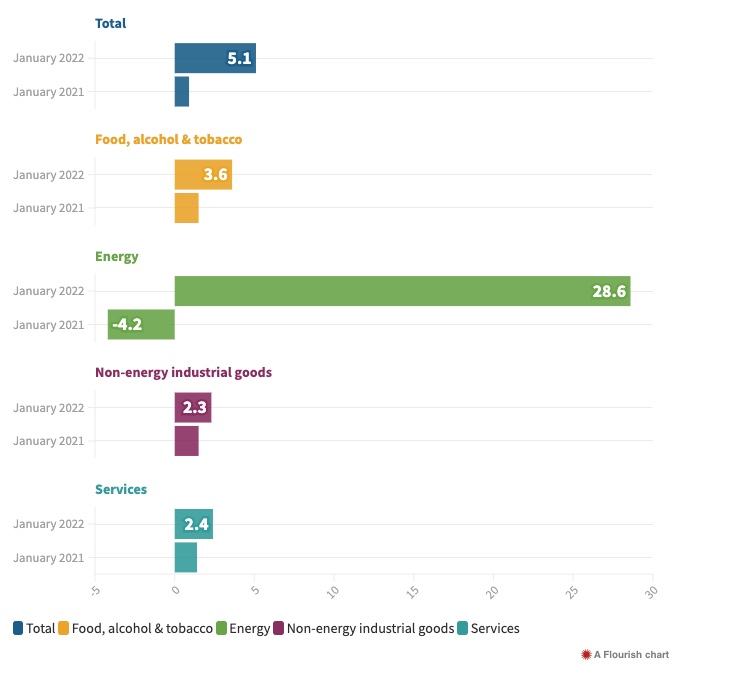 Total
January 2022
5.1
January 2021
Food, alcohol & tobacco
January 2022
3.6
January 2021
Energy
January 2022
28.6
January 2021
-4.2
Non-energy industrial goods
January 2022
2.3
January 2021
Services
January 2022
2.4
January 2021
-5 0 5 10 15 20 25 30
Total Food, alcohol & tobacco Energy Non-energy industrial goods Services
A Flourish chart